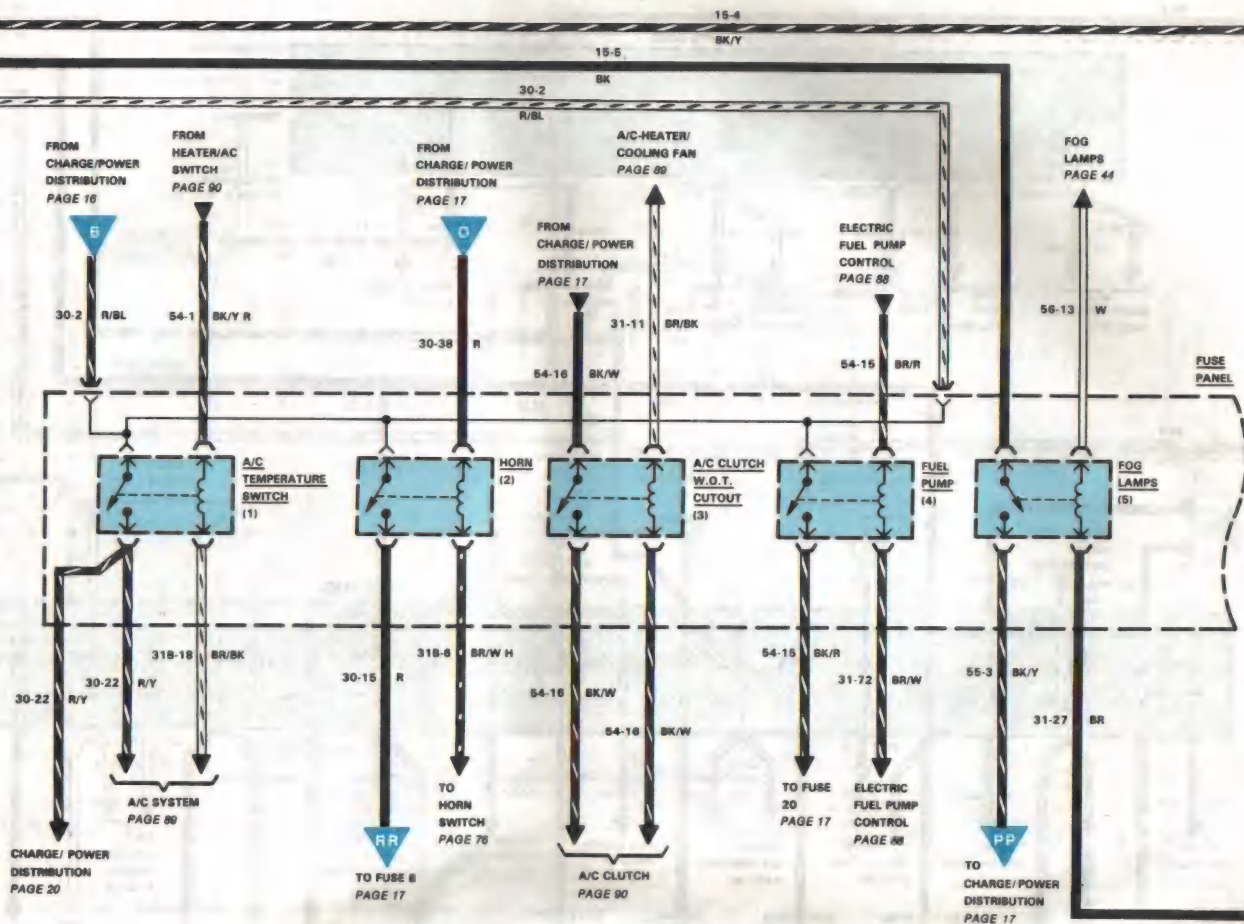 15-4
BK/Y
15-5
BK
30-2
R/BL
FROM
CHARGE/POWER
DISTRIBUTION
PAGE 16
FROM
HEATER/AC
SWITCH
PAGE 90
FROM
CHARGE/POWER
DISTRIBUTION
PAGE 17
FROM
CHARGE/POWER
DISTRIBUTION
PAGE 17
A/C-HEATER/
COOLING FAN
PAGE 89
ELECTRIC
FUEL PUMP
CONTROL
PAGE 88
FOG
LAMPS
PAGE 44
30-2 R/BL
54-1 BK/Y R
30-38 R
54-16 BK/W
31-11 BR/BK
54-15 BR/R
56-13 W
FUSE
PANEL
A/C
TEMPERATURE
SWITCH
(1)
HORN
(2)
A/C CLUTCH
W.O.T.
CUTOUT
(3)
FUEL
PUMP
(4)
FOG
LAMPS
(5)
30-22 R/Y
30-22 R/Y
31B-18 BR/BK
30-15 R
31B-6 BR/W H
54-16 BK/W
54-16 BK/W
54-15 BK/R
31-72 BR/W
55-3 BK/Y
31-27 BR
CHARGE/POWER
DISTRIBUTION
PAGE 20
A/C SYSTEM
PAGE 89
RR
TO FUSE
PAGE 17
TO
HORN
SWITCH
PAGE 76
A/C CLUTCH
PAGE 90
TO FUSE
20
PAGE 17
ELECTRIC
FUEL PUMP
CONTROL
PAGE 88
PP
TO
CHARGE/POWER
DISTRIBUTION
PAGE 17